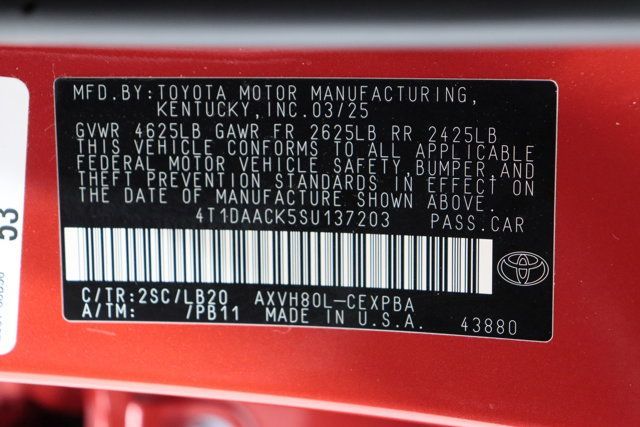 MFD.BY:TOYOTA MOTOR MANUFACTURING,
KENTUCKY,INC.03/25
GVWR 4625LB GAWR FR 2625LB RR 2425LB
THIS VEHICLE CONFORMS TO ALL APPLICABLE
FEDERAL MOTOR VEHICLE SAFETY,BUMPER,AND
THEFT PREVENTION STANDARDS IN EFFECT ON
THE DATE OF MANUFACTURE SHOWN ABOVE.
4T1DAACK5SU137203 PASS.CAR
C/TR:2SC/LB20 AXVH80L-CEXPBA
A/TM: /PB11 MADE IN U.S.A. 43880
53